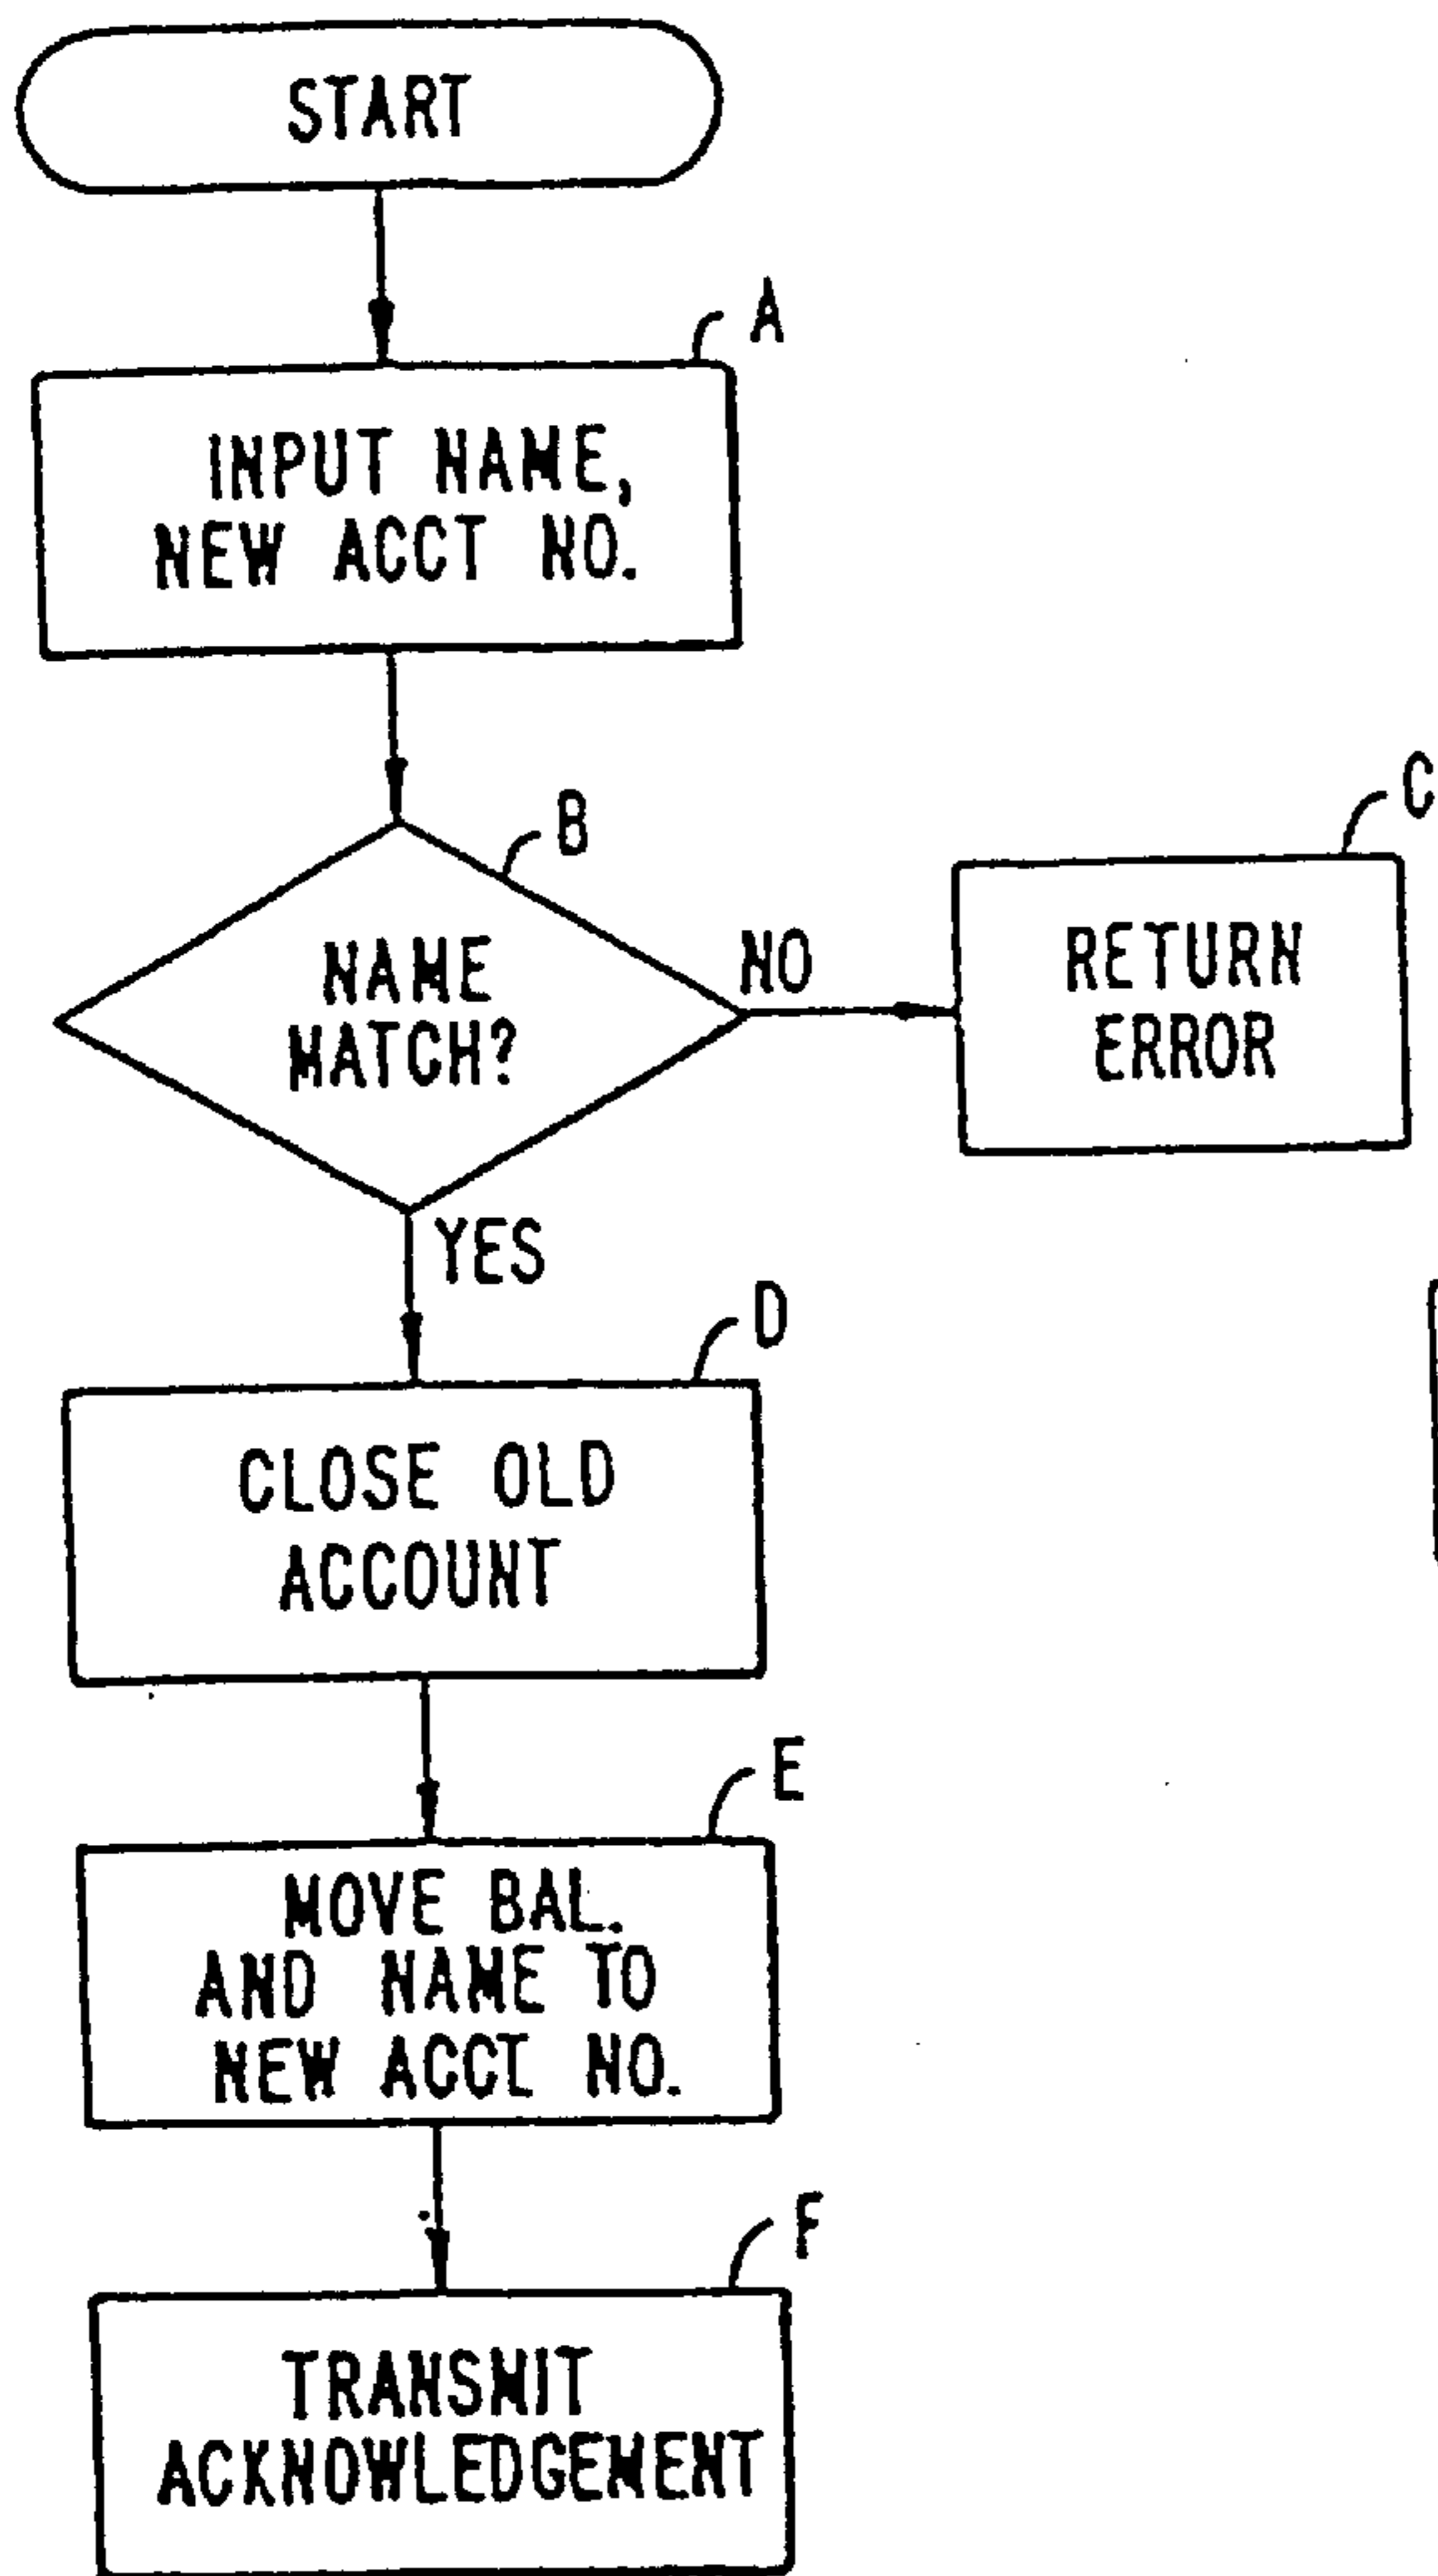 START
A
INPUT NAME,
NEW ACCT NO.
B
NAME
MATCH?
NO
C
RETURN
ERROR
YES
D
CLOSE OLD
ACCOUNT
E
MOVE BAL.
AND NAME TO
NEW ACCT NO.
F
TRANSMIT
ACKNOWLEDGEMENT